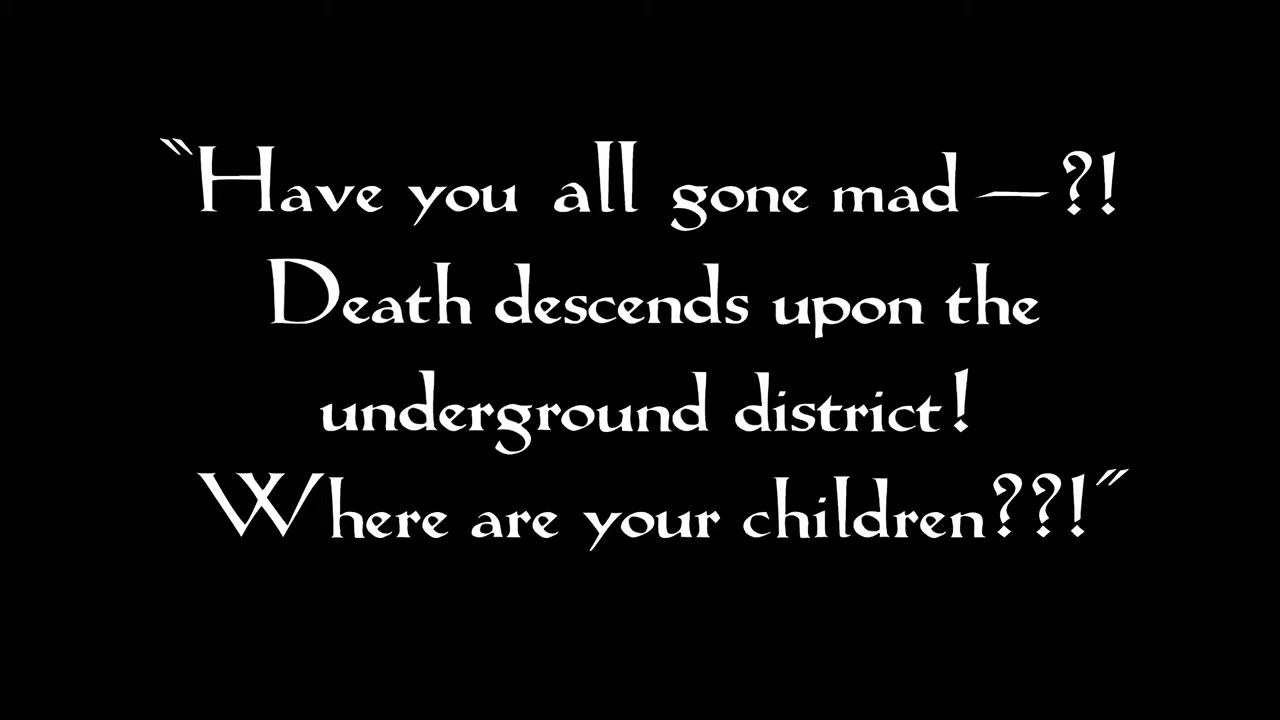 “Have you all gone mad —?!
Death descends upon the
underground district!
Where are your children??!”